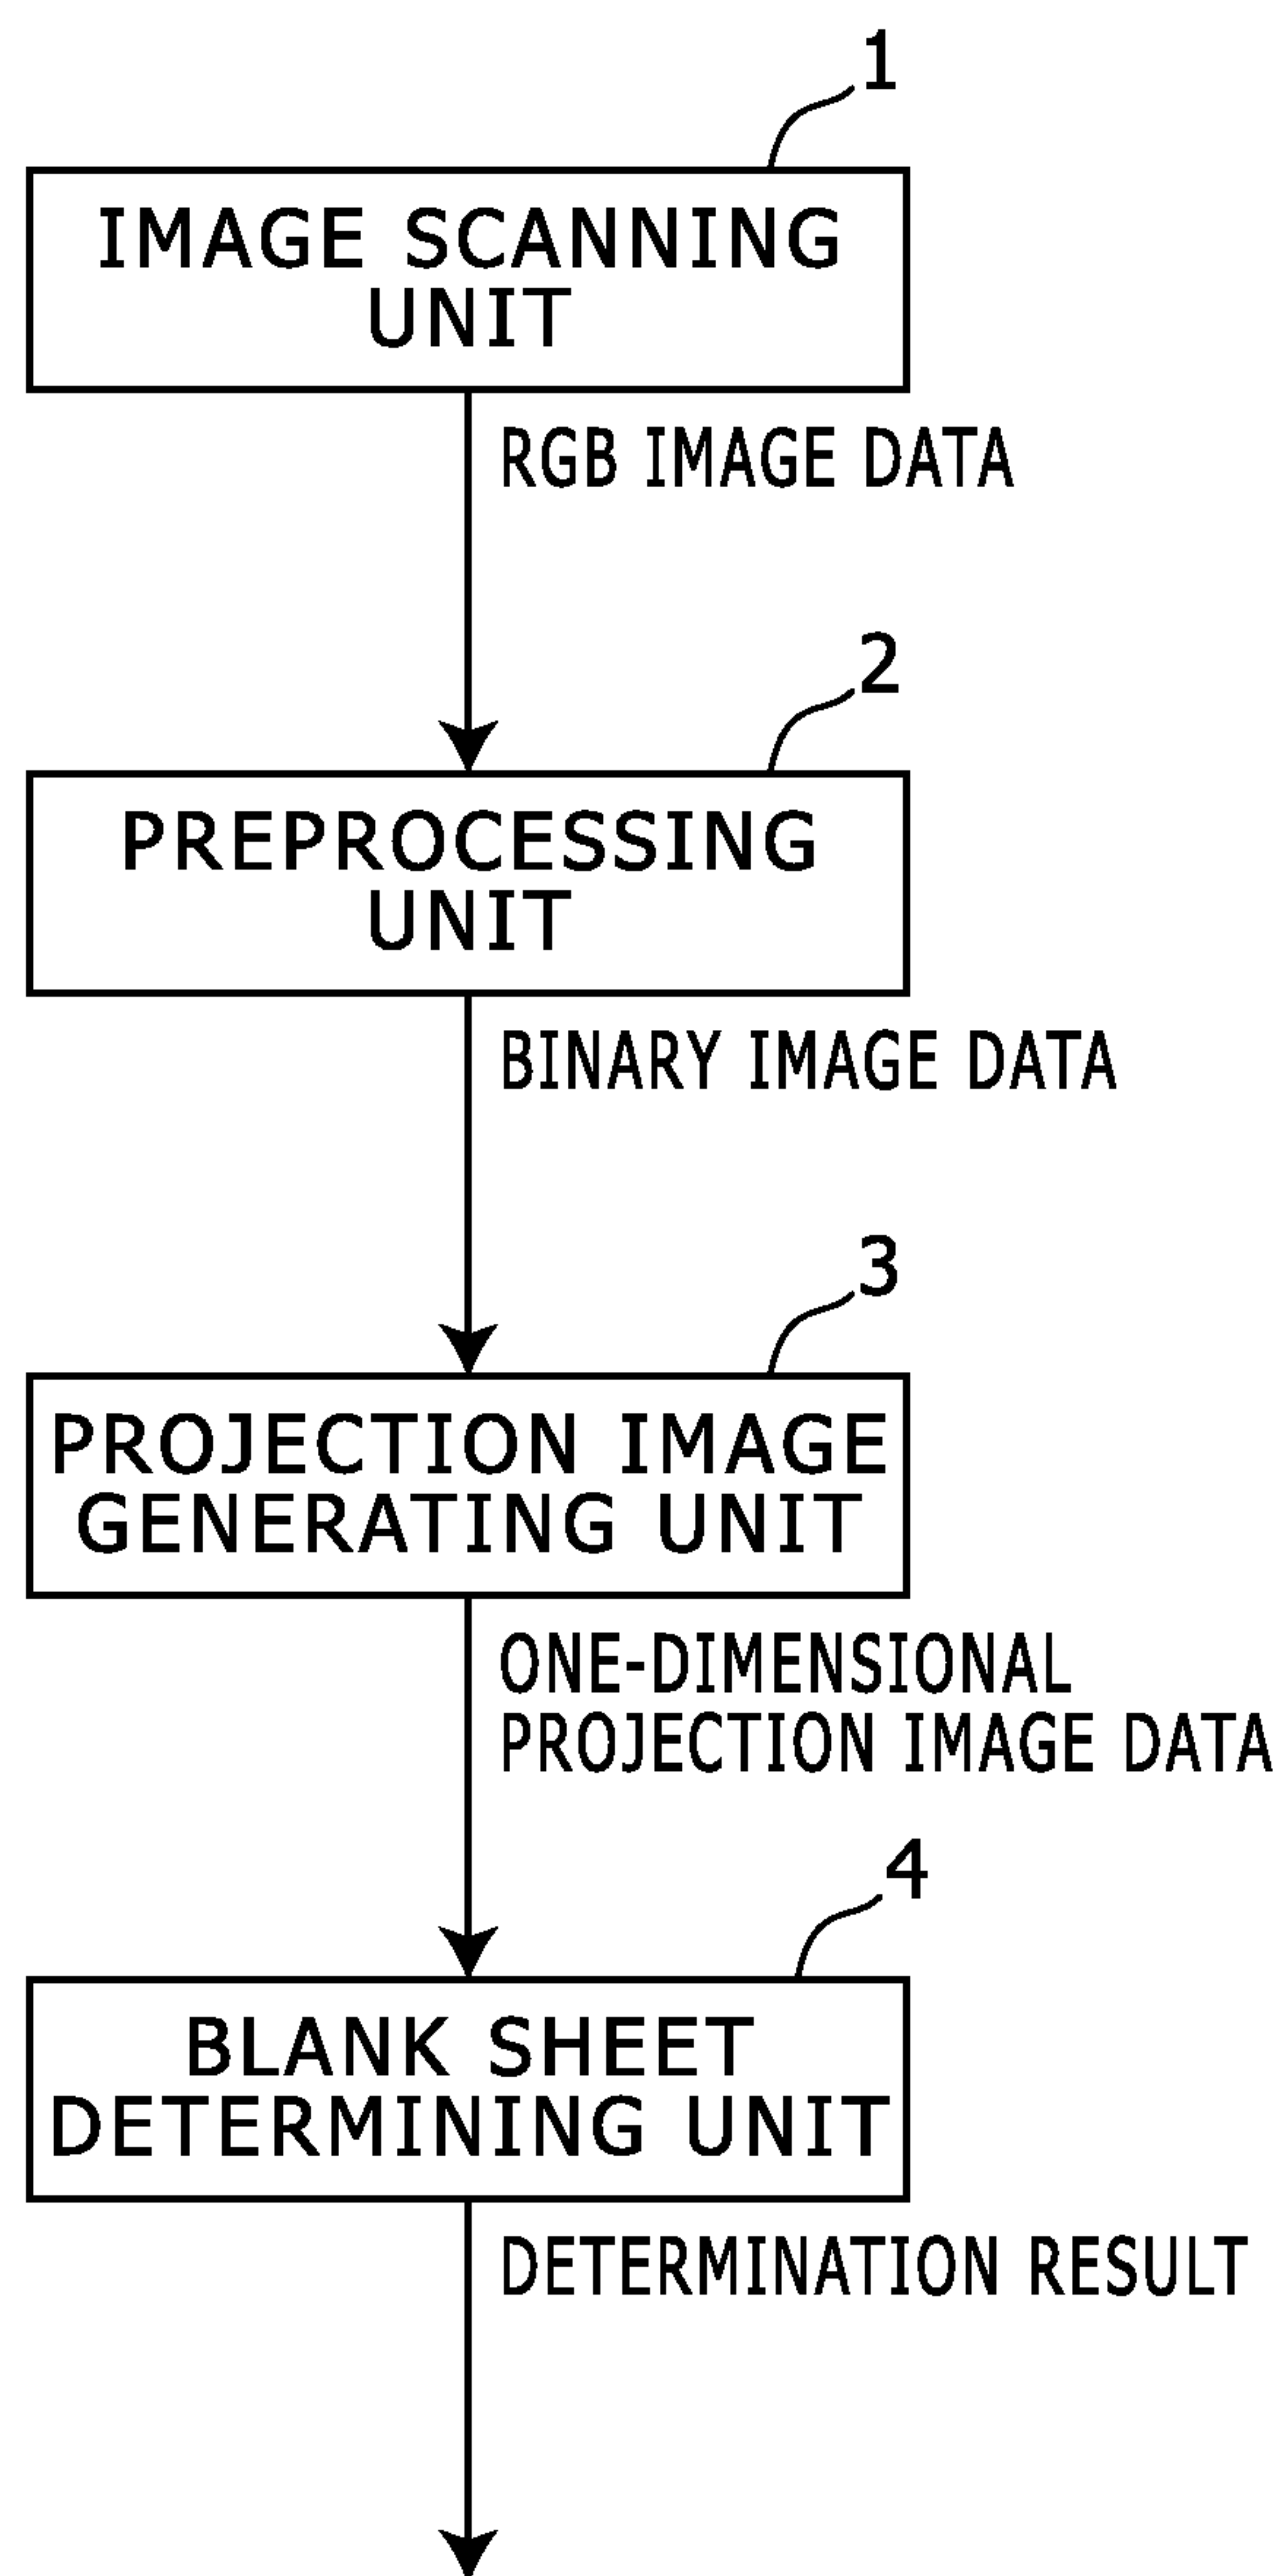 1
IMAGE SCANNING
UNIT
RGB IMAGE DATA
2
PREPROCESSING
UNIT
BINARY IMAGE DATA
3
PROJECTION IMAGE
GENERATING UNIT
ONE-DIMENSIONAL
PROJECTION IMAGE DATA
4
BLANK SHEET
DETERMINING UNIT
DETERMINATION RESULT